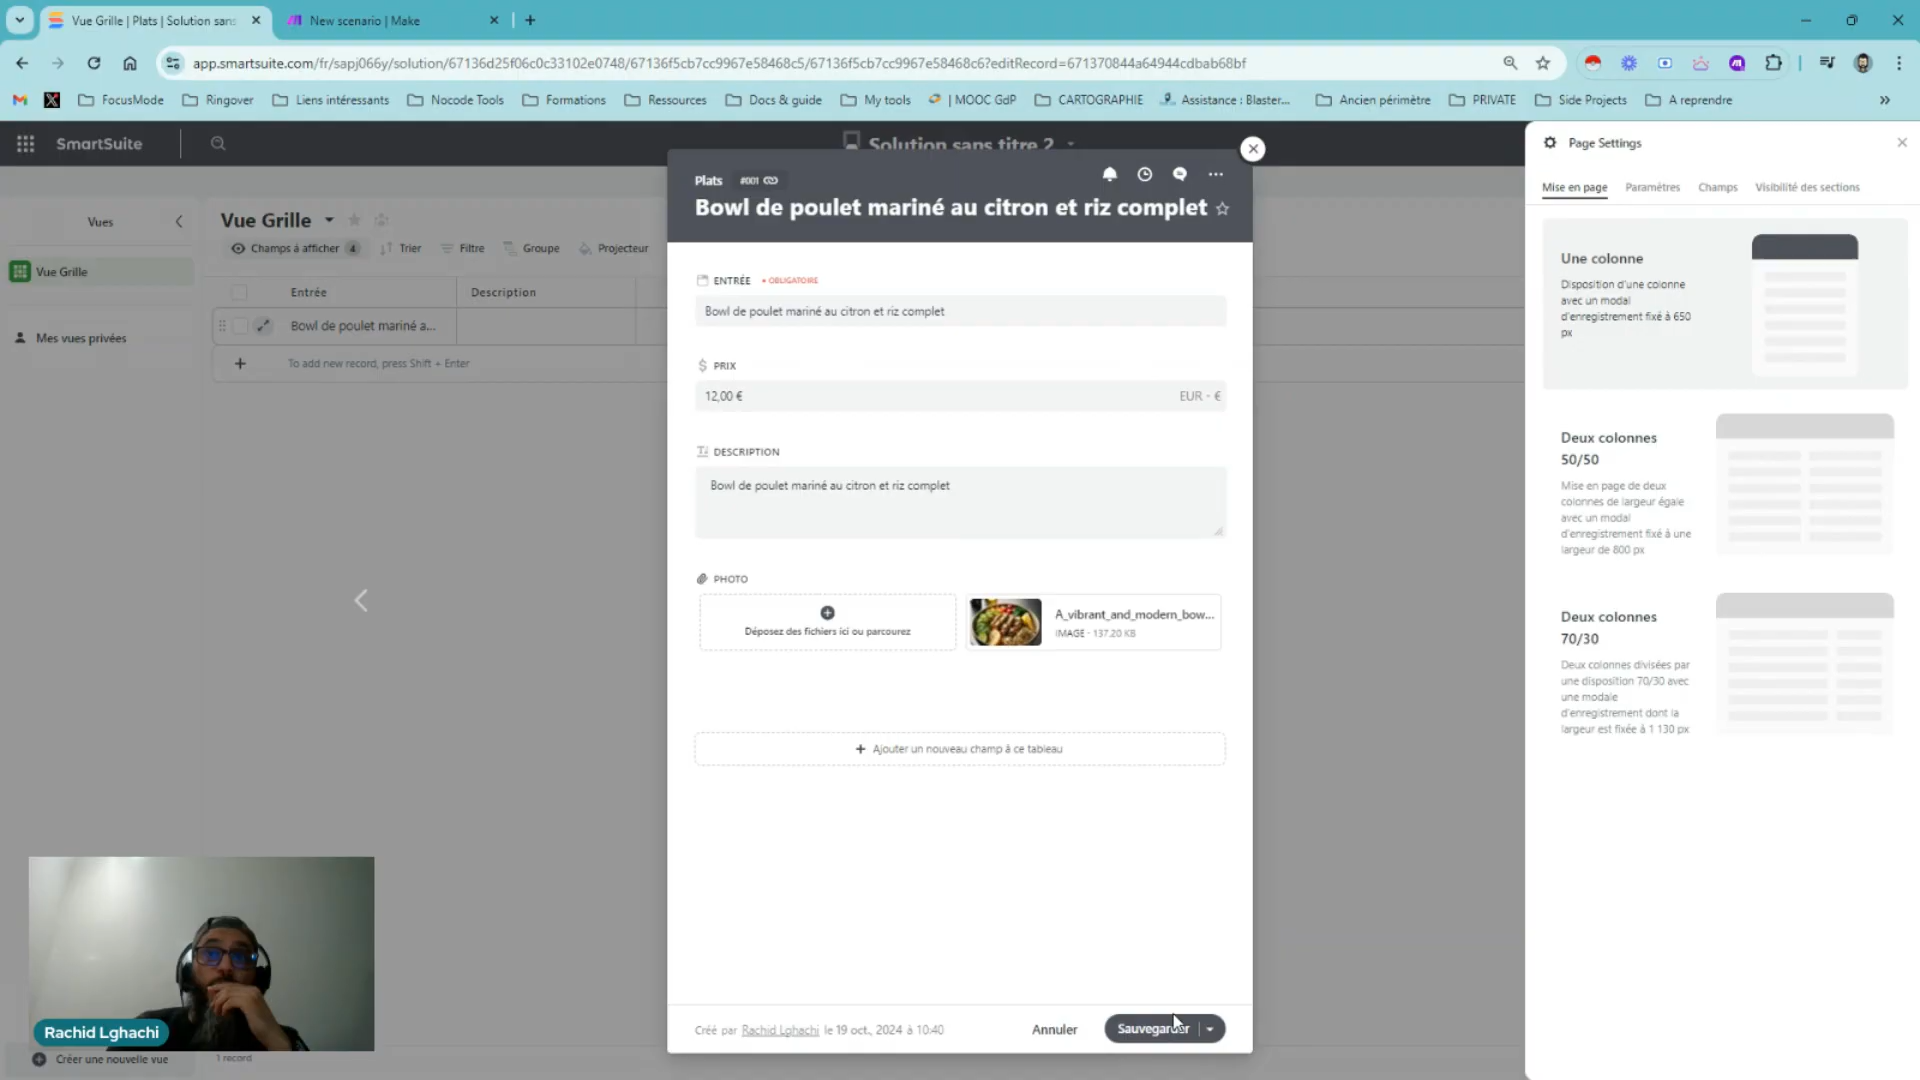 Vue Grille | Plats | Solution sans
New scenario | Make
app.smartsuite.com/fr/sapj066y/solution/67136d25f06c0c33102e0748/67136f5cb7cc9967e58468c5/67136f5cb7cc9967e58468c6?editRecord=671370844a64944cdbab68bf
FocusMode
Ringover
Liens intéressants
Nocode Tools
Formations
Ressources
Docs & guide
My tools
| MOOC GdP
CARTOGRAPHIE
Assistance : Blaster...
Ancien périmètre
PRIVATE
Side Projects
A reprendre
SmartSuite
Solution sans titre 2
Vues
Vue Grille
Mes vues privées
Créer une nouvelle vue
Vue Grille
Champs à afficher 4
Trier
Filtre
Groupe
Projecteur
Entrée
Description
Bowl de poulet mariné a...
To add new record, press Shift + Enter
1 record
Plats #001
Bowl de poulet mariné au citron et riz complet
ENTRÉE • OBLIGATOIRE
Bowl de poulet mariné au citron et riz complet
PRIX
12,00 € EUR - €
DESCRIPTION
Bowl de poulet mariné au citron et riz complet
PHOTO
Déposez des fichiers ici ou parcourez
A_vibrant_and_modern_bow...
IMAGE - 137.20 KB
+ Ajouter un nouveau champ à ce tableau
Créé par Rachid Lghachi le 19 oct., 2024 à 10:40
Annuler
Sauvegarder
Page Settings
Mise en page
Paramètres
Champs
Visibilité des sections
Une colonne
Disposition d'une colonne
avec un modal
d'enregistrement fixé à 650
px
Deux colonnes
50/50
Mise en page de deux
colonnes de largeur égale
avec un modal
d'enregistrement fixé à une
largeur de 800 px
Deux colonnes
70/30
Deux colonnes divisées par
une disposition 70/30 avec
une modale
d'enregistrement dont la
largeur est fixée à 1 130 px
Rachid Lghachi